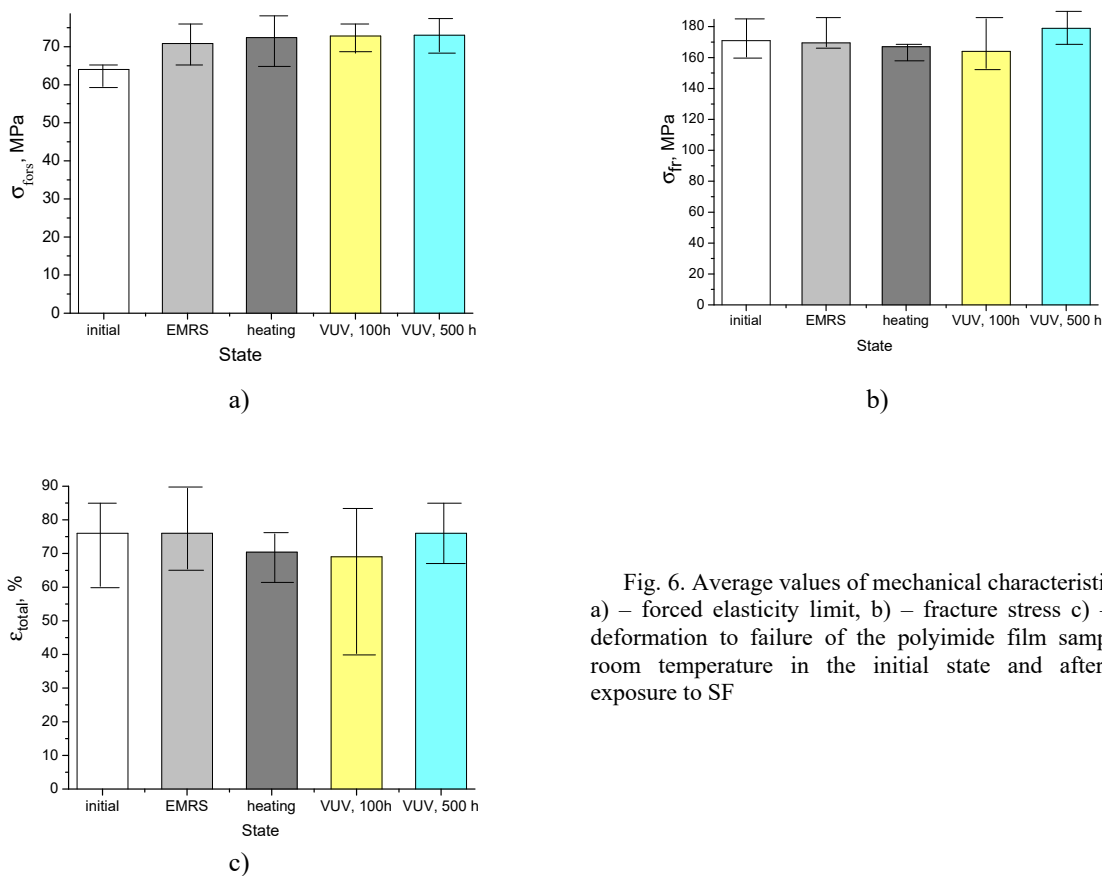 70
60
50
40
30
20
10
0
σfors, MPa
initial EMRS heating VUV, 100h VUV, 500 h
State
a)
180
160
140
120
100
80
60
40
20
0
σfr, MPa
initial EMRS heating VUV, 100h VUV, 500 h
State
b)
90
80
70
60
50
40
30
20
10
0
εtotal, %
initial EMRS heating VUV, 100h VUV, 500 h
State
c)
Fig. 6. Average values of mechanical characteristi
a) – forced elasticity limit, b) – fracture stress c) –
deformation to failure of the polyimide film samp
room temperature in the initial state and after
exposure to SF